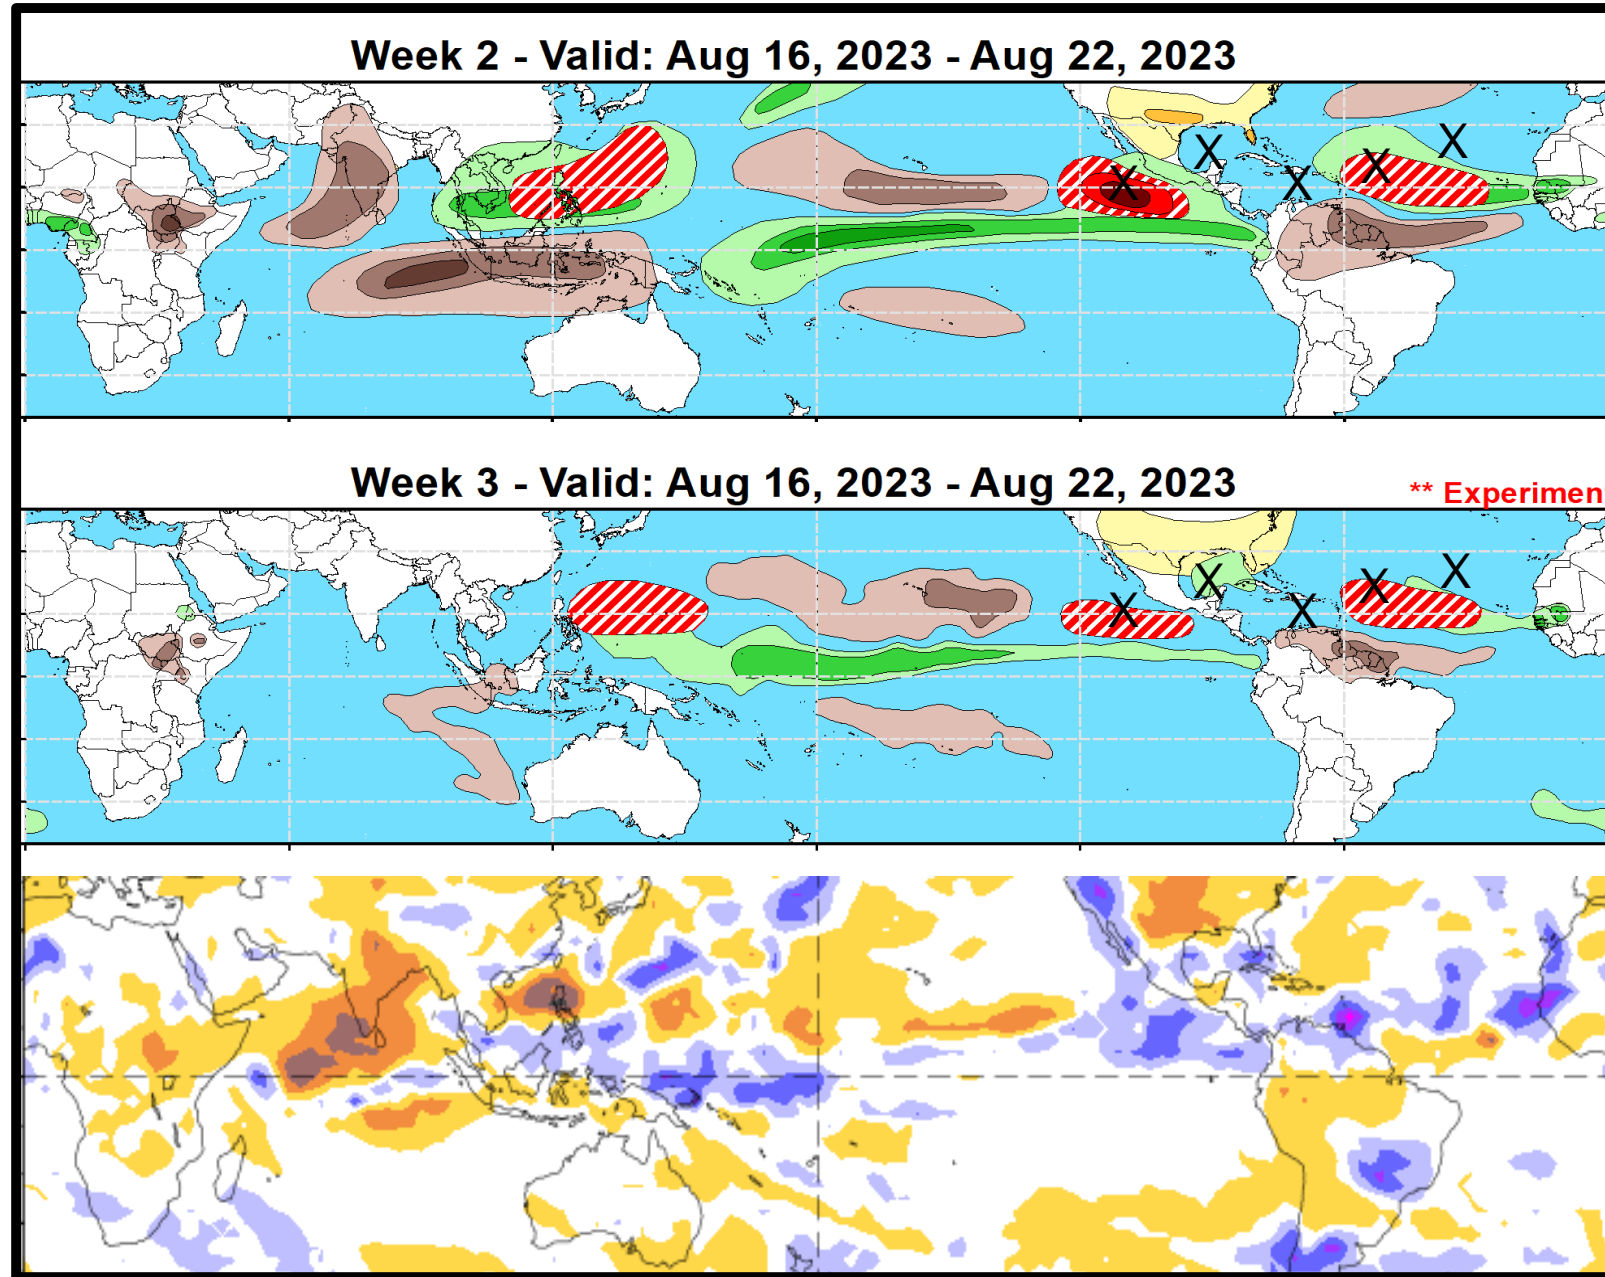 Week 2 - Valid: Aug 16, 2023 - Aug 22, 2023
X
X
X
X
X
Week 3 - Valid: Aug 16, 2023 - Aug 22, 2023
** Experimen
X
X
X
X
X